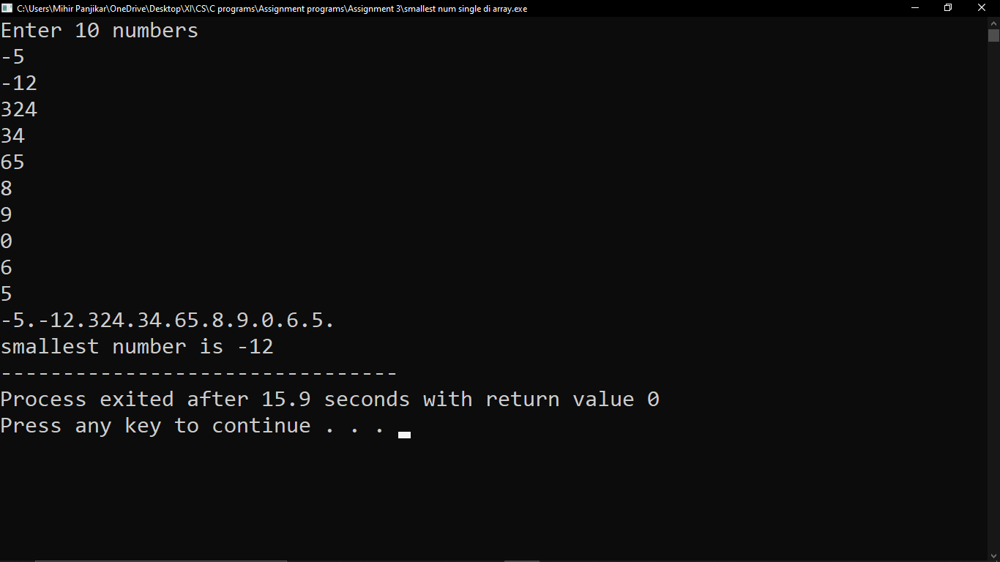 C:\Users\Mihir Panjikar\OneDrive\Desktop\XI\CS\C programs\Assignment programs\Assignment 3\smallest num single di array.exe
Enter 10 numbers
-5
-12
324
34
65
8
9
0
6
5
-5.-12.324.34.65.8.9.0.6.5.
smallest number is -12
--------------------------------
Process exited after 15.9 seconds with return value 0
Press any key to continue . . .